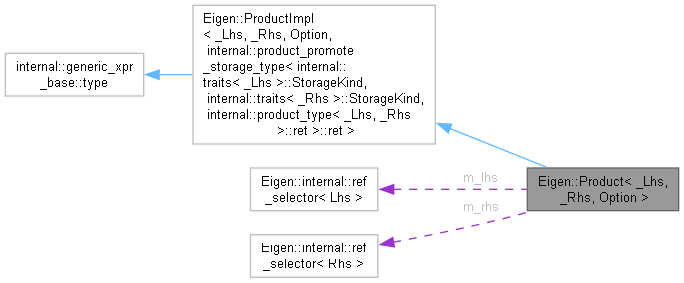 Eigen::ProductImpl
< _Lhs, _Rhs, Option,
internal::product_promote
_storage_type< internal::
traits< _Lhs >::StorageKind,
internal::traits< _Rhs >::StorageKind,
internal::product_type< _Lhs, _Rhs
>::ret >::ret >
internal::generic_xpr
_base::type
Eigen::internal::ref
_selector< Lhs >
m_lhs
Eigen::Product< _Lhs,
_Rhs, Option >
m_rhs
Eigen::internal::ref
_selector< Rhs >